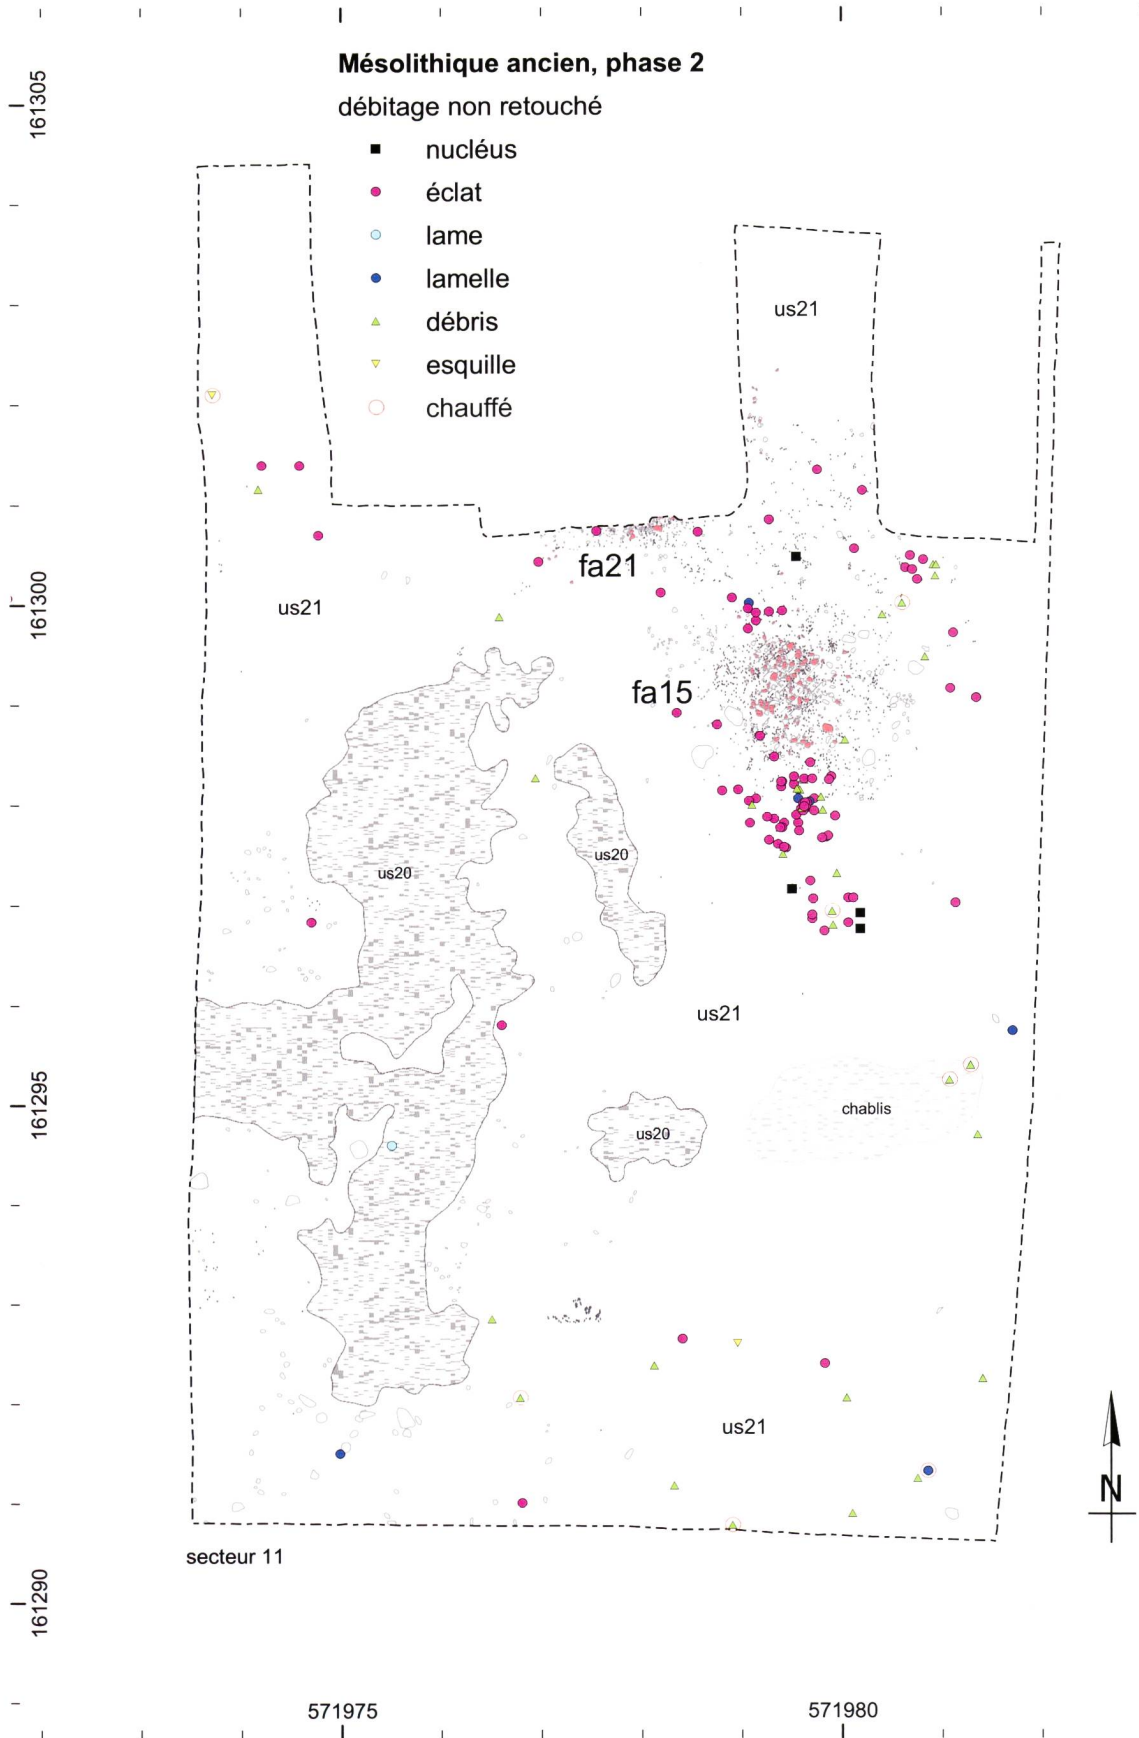 Mésolithique ancien, phase 2
débitage non retouché
nucléus
éclat
lame
lamelle
débris
esquille
chauffé
161305
us21
fa21
161300
us21
fa15
us20
us20
us21
161295
chablis
us20
us21
N
secteur 11
161290
571975
571980